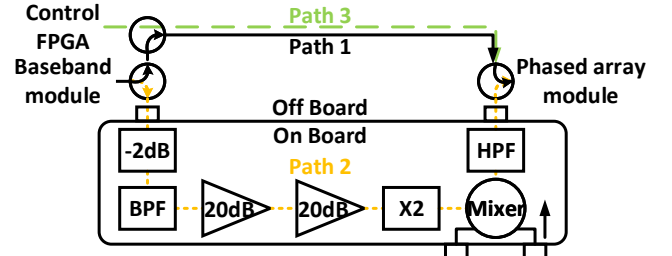 Control
FPGA
Path 3
Path 1
Baseband
module
Phased array
module
Off Board
On Board
-2dB
Path 2
HPF
BPF
20dB
20dB
X2
Mixer